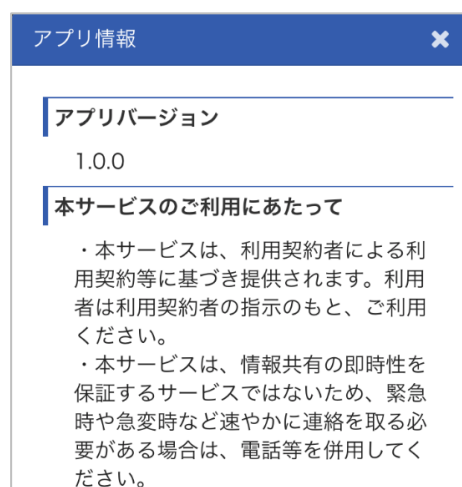 アプリ情報
アプリバージョン
1.0.0
本サービスのご利用にあたって
・本サービスは、利用契約者による利
用契約等に基づき提供されます。利用
者は利用契約者の指示のもと、ご利用
ください。
・本サービスは、情報共有の即時性を
保証するサービスではないため、緊急
時や急変時など速やかに連絡を取る必
要がある場合は、電話等を併用してく
ださい。